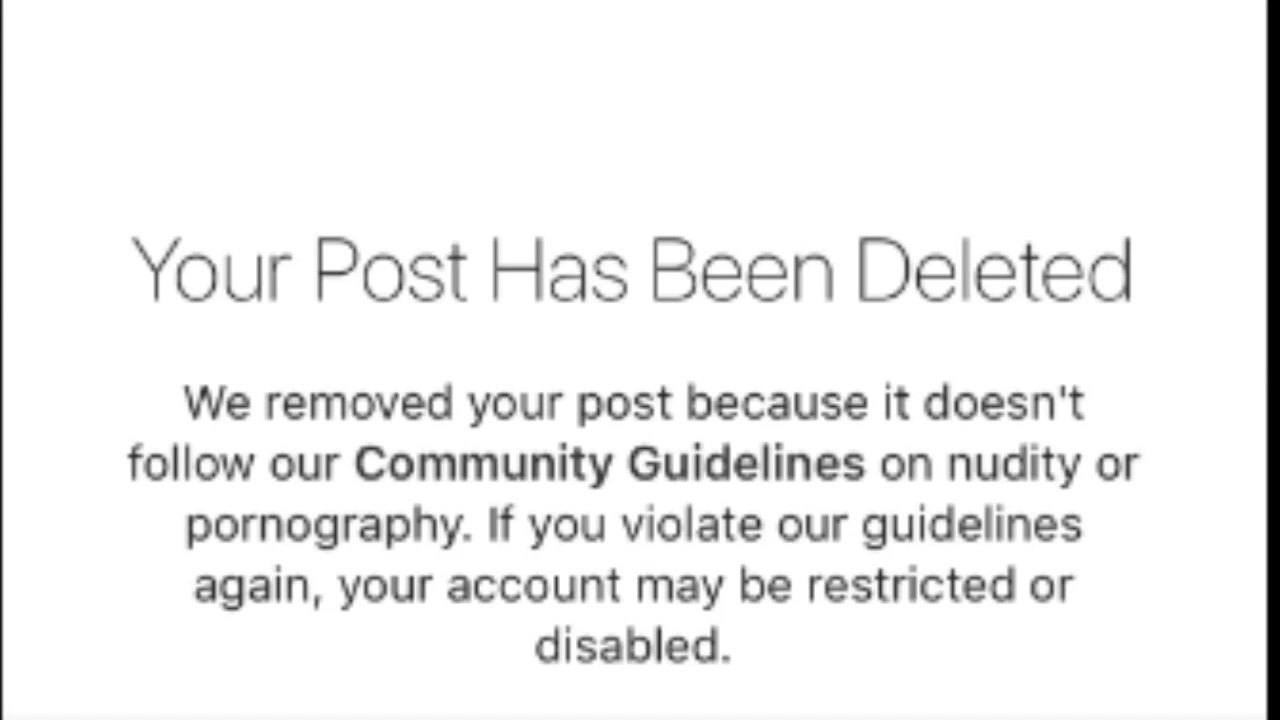 Your Post Has Been Deleted
We removed your post because it doesn't
follow our Community Guidelines on nudity or
pornography. If you violate our guidelines
again, your account may be restricted or
disabled.